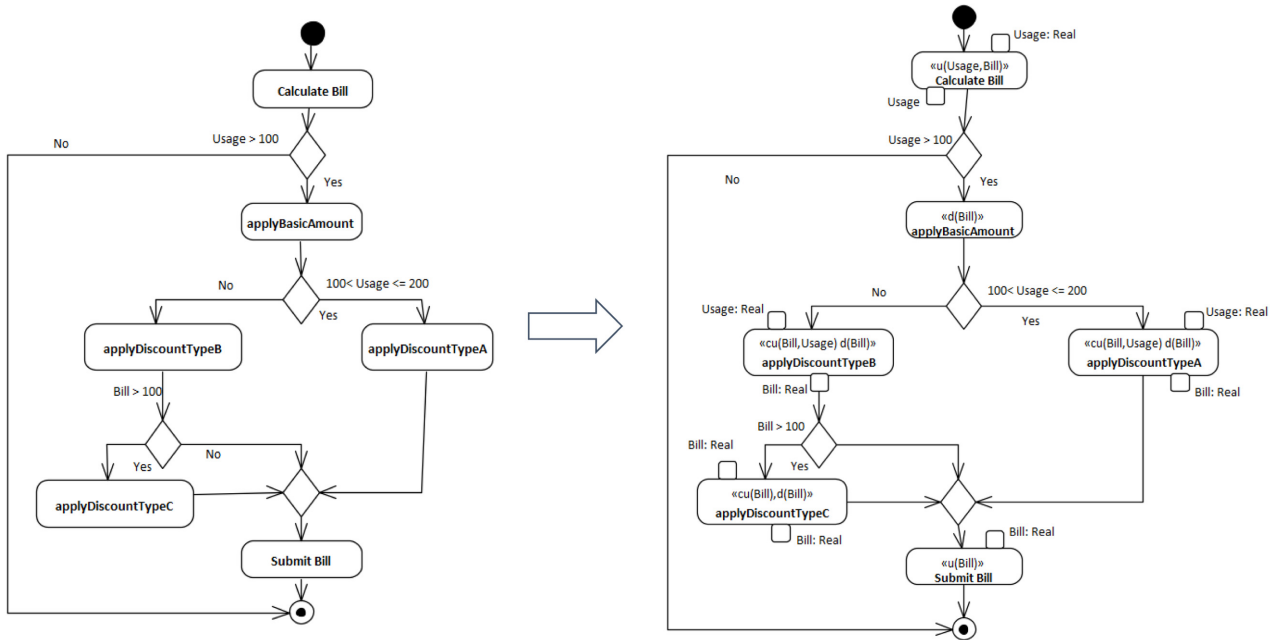 Calculate Bill
No
Usage > 100
Yes
applyBasicAmount
No
100< Usage <= 200
Yes
applyDiscountTypeB
applyDiscountTypeA
Bill > 100
No
Yes
applyDiscountTypeC
Submit Bill
Usage: Real
«u(Usage,Bill)»
Calculate Bill
Usage
Usage > 100
No
Yes
«d(Bill)»
applyBasicAmount
No
100< Usage <= 200
Yes
Usage: Real
Usage: Real
«cu(Bill,Usage) d(Bill)»
applyDiscountTypeB
«cu(Bill,Usage) d(Bill)»
applyDiscountTypeA
Bill: Real
Bill: Real
Bill > 100
Bill: Real
Yes
«cu(Bill),d(Bill)»
applyDiscountTypeC
Bill: Real
Bill: Real
«u(Bill)»
Submit Bill